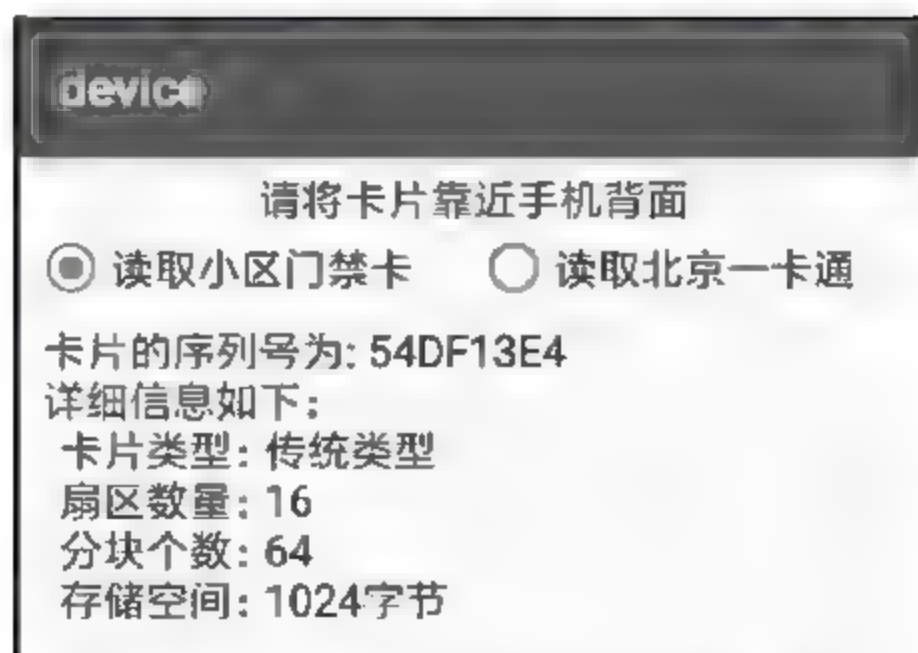 device
请将卡片靠近手机背面
读取小区门禁卡 读取北京一卡通
卡片的序列号为: 54DF13E4
详细信息如下:
卡片类型: 传统类型
扇区数量: 16
分块个数: 64
存储空间: 1024字节